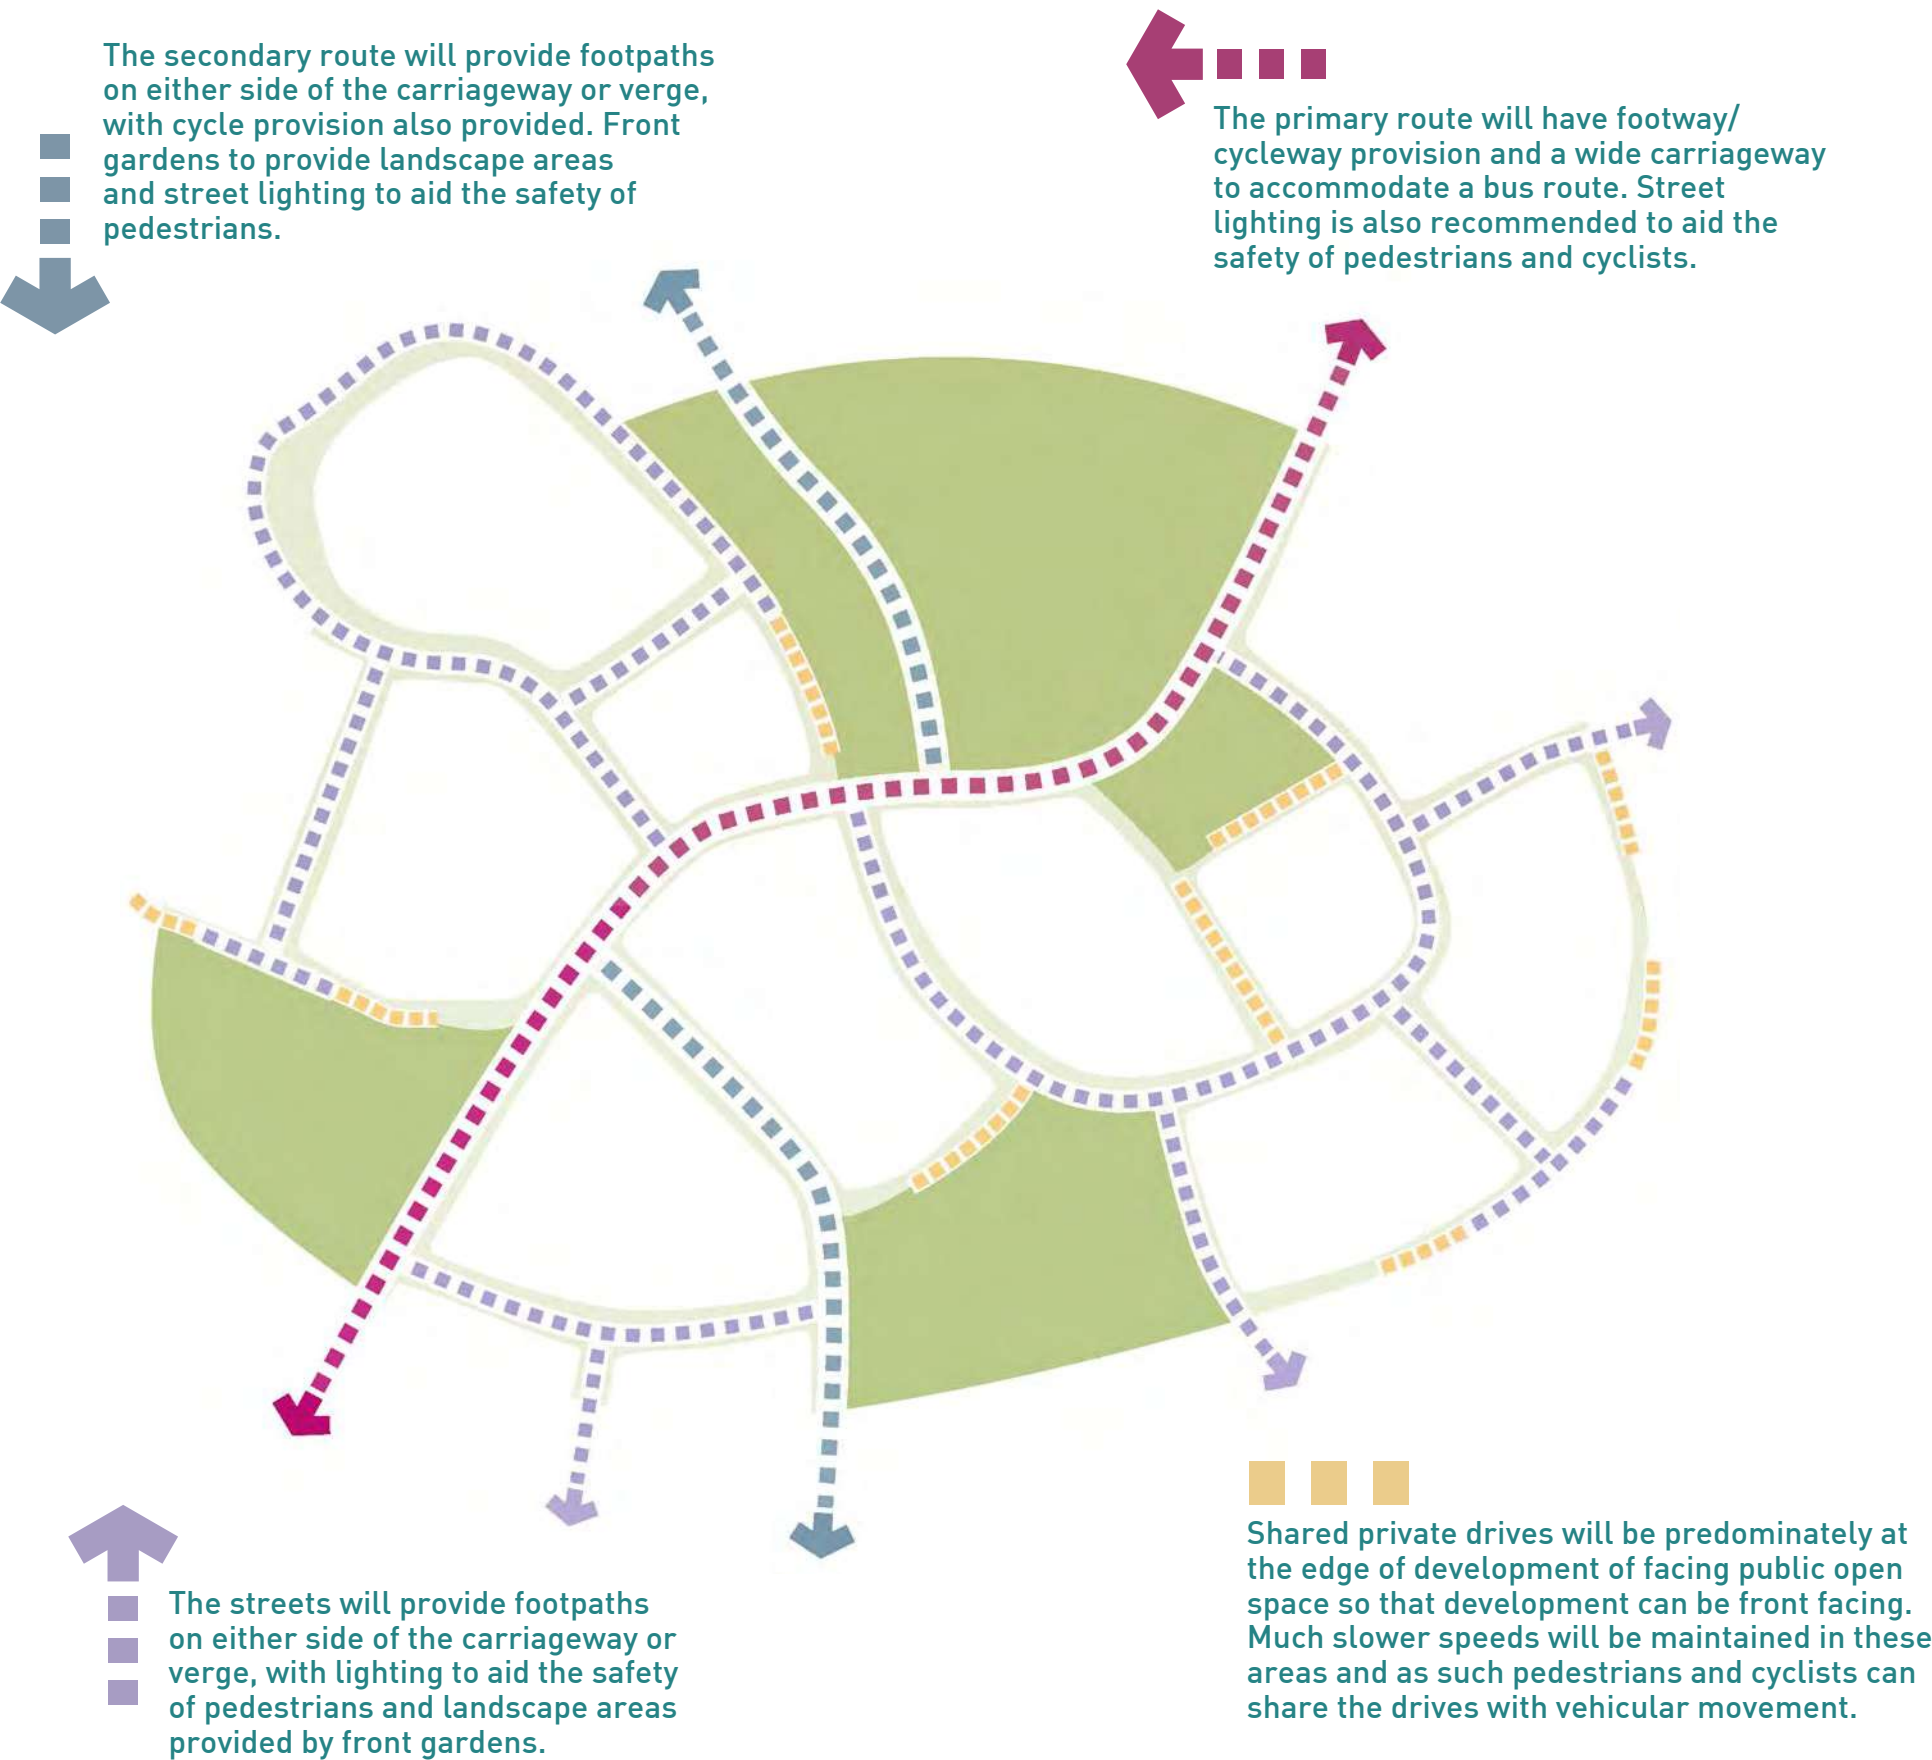 The secondary route will provide footpaths
on either side of the carriageway or verge,
with cycle provision also provided. Front
gardens to provide landscape areas
and street lighting to aid the safety of
pedestrians.
The primary route will have footway/
cycleway provision and a wide carriageway
to accommodate a bus route. Street
lighting is also recommended to aid the
safety of pedestrians and cyclists.
The streets will provide footpaths
on either side of the carriageway or
verge, with lighting to aid the safety
of pedestrians and landscape areas
provided by front gardens.
Shared private drives will be predominately at
the edge of development of facing public open
space so that development can be front facing.
Much slower speeds will be maintained in these
areas and as such pedestrians and cyclists can
share the drives with vehicular movement.